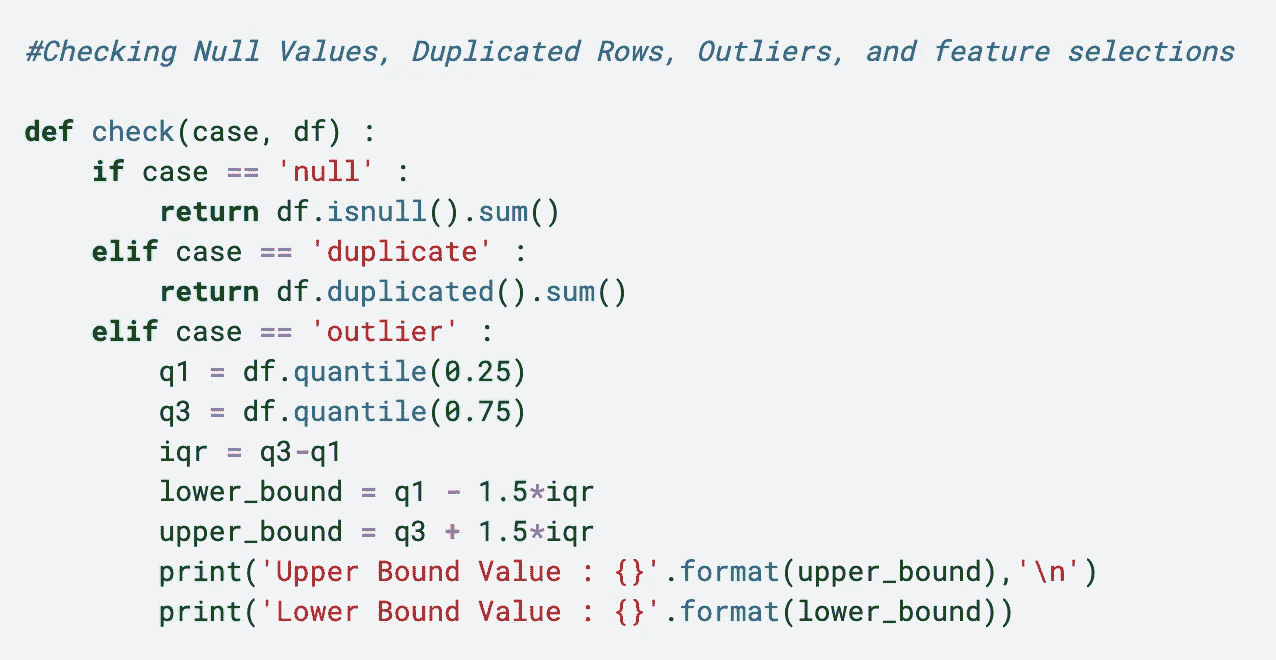 #Checking Null Values, Duplicated Rows, Outliers, and feature selections
def check(case, df) :
    if case == 'null' :
        return df.isnull().sum()
    elif case == 'duplicate' :
        return df.duplicated().sum()
    elif case == 'outlier' :
        q1 = df.quantile(0.25)
        q3 = df.quantile(0.75)
        iqr = q3-q1
        lower_bound = q1 - 1.5*iqr
        upper_bound = q3 + 1.5*iqr
        print('Upper Bound Value : {}'.format(upper_bound),'\n')
        print('Lower Bound Value : {}'.format(lower_bound))